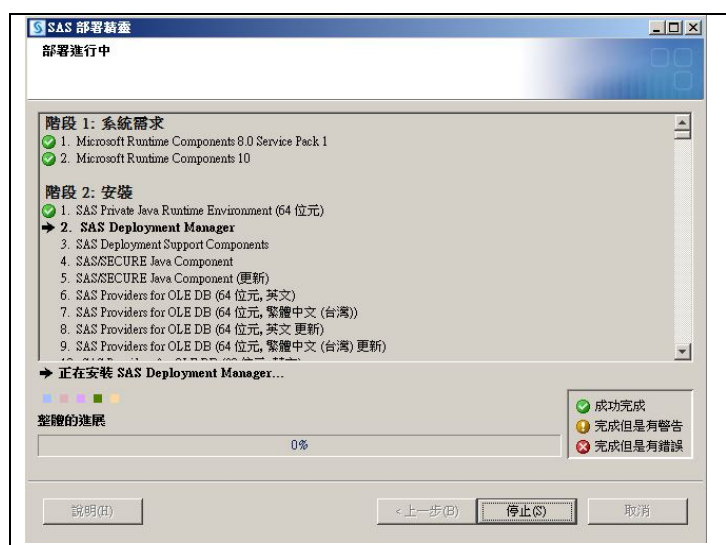 SAS 部署精靈
部署進行中
階段 1: 系統需求
1. Microsoft Runtime Components 8.0 Service Pack 1
2. Microsoft Runtime Components 10
階段 2: 安裝
1. SAS Private Java Runtime Environment (64 位元)
2. SAS Deployment Manager
3. SAS Deployment Support Components
4. SAS/SECURE Java Component
5. SAS/SECURE Java Component (更新)
6. SAS Providers for OLE DB (64 位元, 英文)
7. SAS Providers for OLE DB (64 位元, 繁體中文 (台灣))
8. SAS Providers for OLE DB (64 位元, 英文 更新)
9. SAS Providers for OLE DB (64 位元, 繁體中文 (台灣) 更新)
正在安裝 SAS Deployment Manager...
整體的進展
0%
成功完成
完成但是有警告
完成但是有錯誤
說明(H)
<上一步(B)
停止(S)
取消